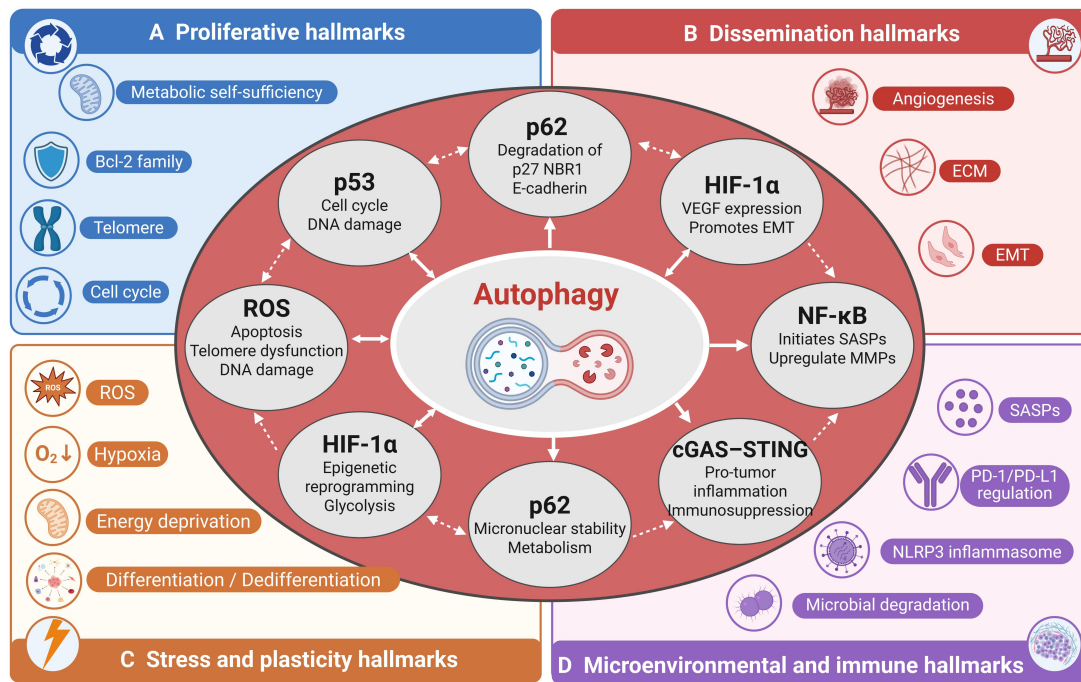 A Proliferative hallmarks
Metabolic self-sufficiency
Bcl-2 family
Telomere
Cell cycle
B Dissemination hallmarks
Angiogenesis
ECM
EMT
p62
Degradation of
p27 NBR1
E-cadherin
p53
Cell cycle
DNA damage
HIF-1α
VEGF expression
Promotes EMT
ROS
Apoptosis
Telomere dysfunction
DNA damage
Autophagy
NF-κB
Initiates SASPs
Upregulate MMPs
HIF-1α
Epigenetic
reprogramming
Glycolysis
p62
Micronuclear stability
Metabolism
cGAS–STING
Pro-tumor
inflammation
Immunosuppression
ROS
ROS
O₂↓
Hypoxia
Energy deprivation
Differentiation / Dedifferentiation
C Stress and plasticity hallmarks
SASPs
PD-1/PD-L1
regulation
NLRP3 inflammasome
Microbial degradation
D Microenvironmental and immune hallmarks